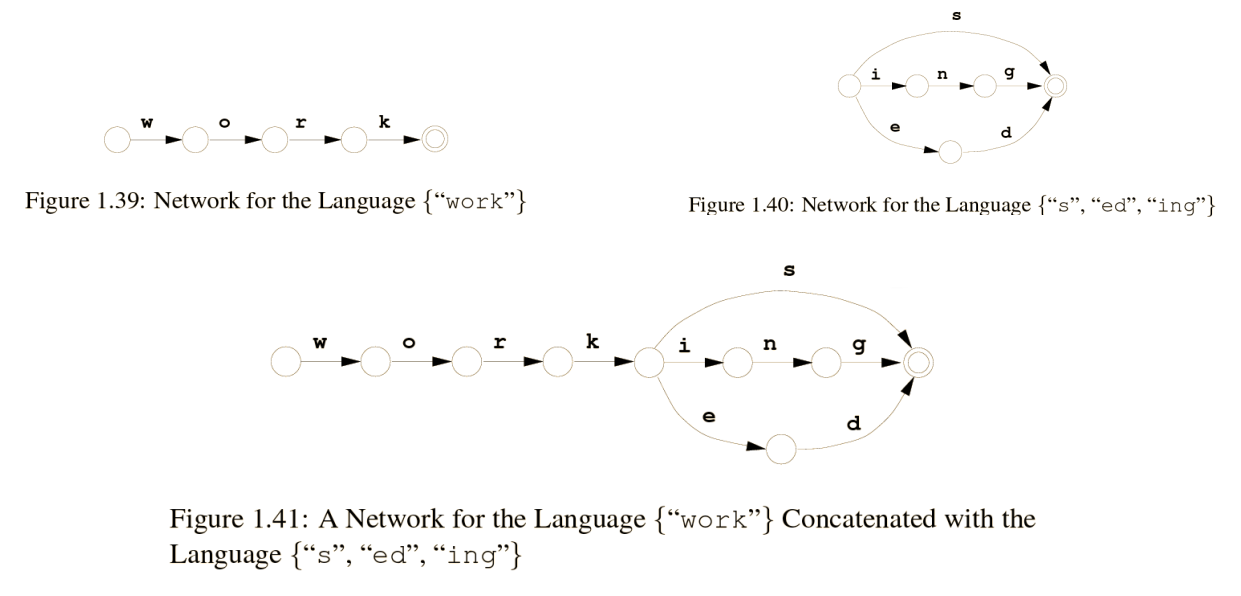 w o r k
Figure 1.39: Network for the Language {“work”}
s
i n g
e d
Figure 1.40: Network for the Language {“s”, “ed”, “ing”}
s
w o r k i n g
e d
Figure 1.41: A Network for the Language {“work”} Concatenated with the
Language {“s”, “ed”, “ing”}